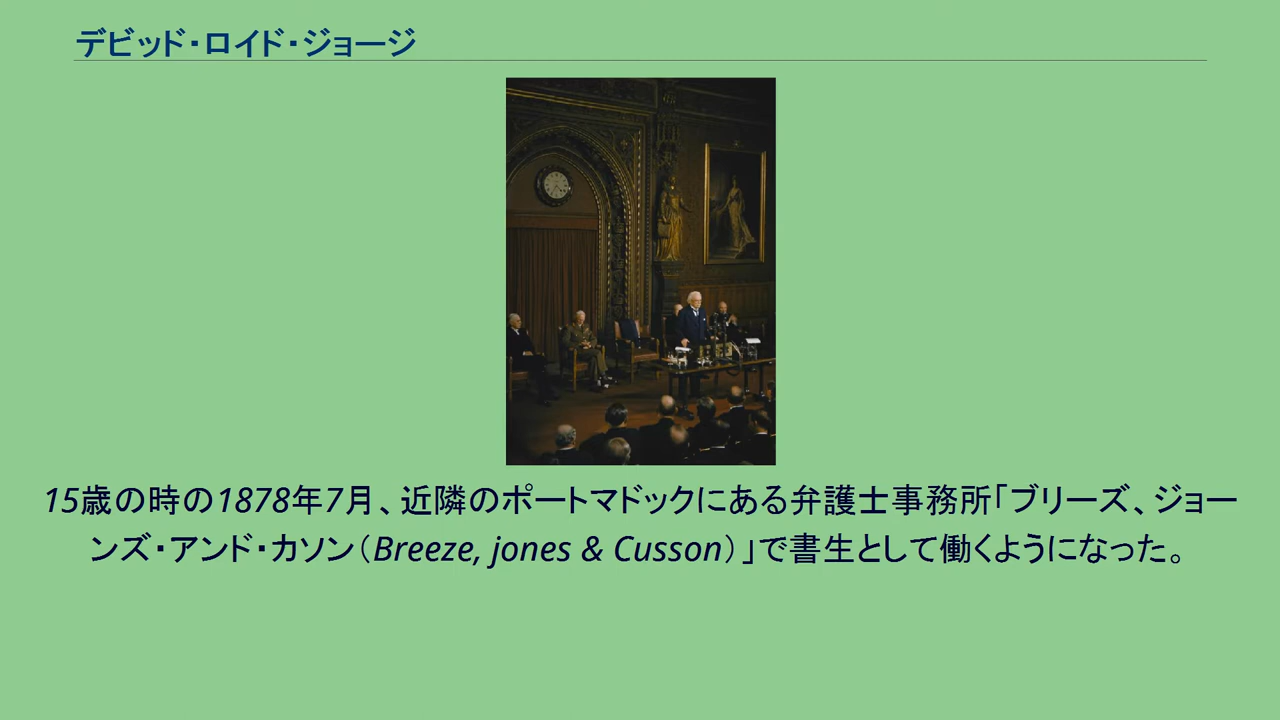 デビッド・ロイド・ジョージ
15歳の時の1878年7月、近隣のポートマドックにある弁護士事務所「ブリーズ、ジョー
ンズ・アンド・カソン（Breeze, jones & Cusson）」で書生として働くようになった。